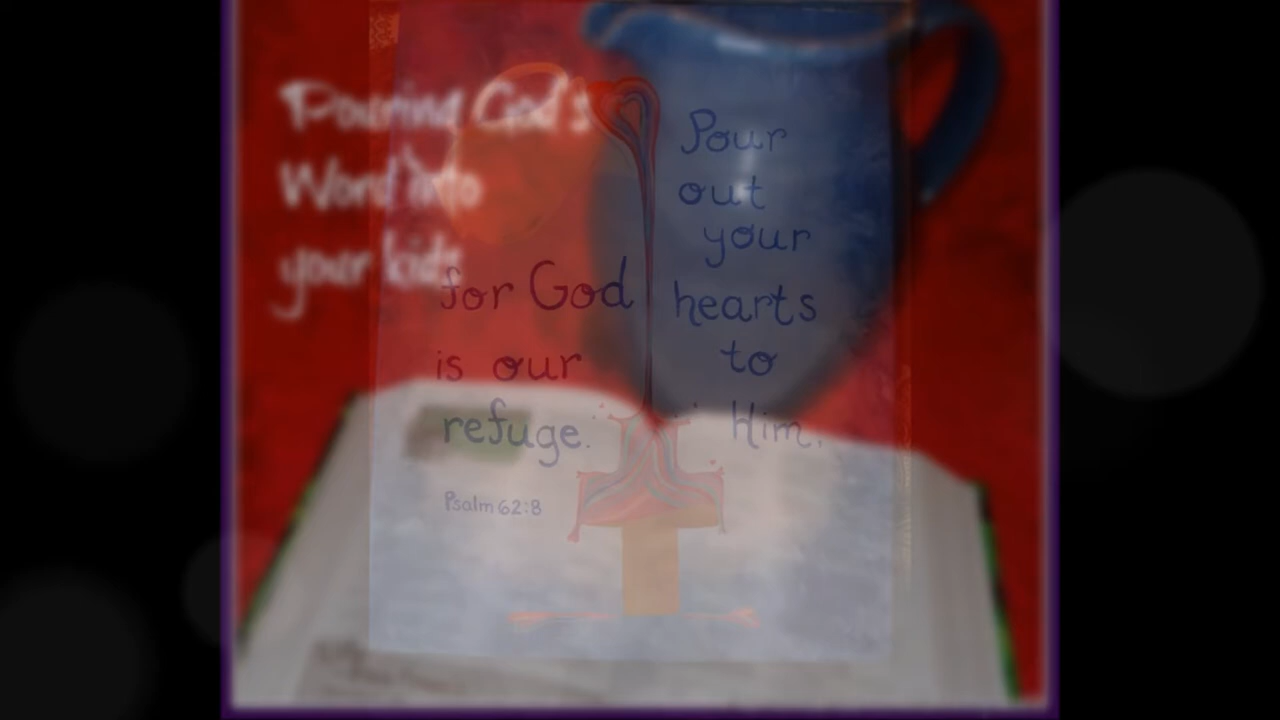 Pouring God's
Word into
your kids
Pour
out
your
hearts
to
Him.
for God
is our
refuge.
Psalm 62:8